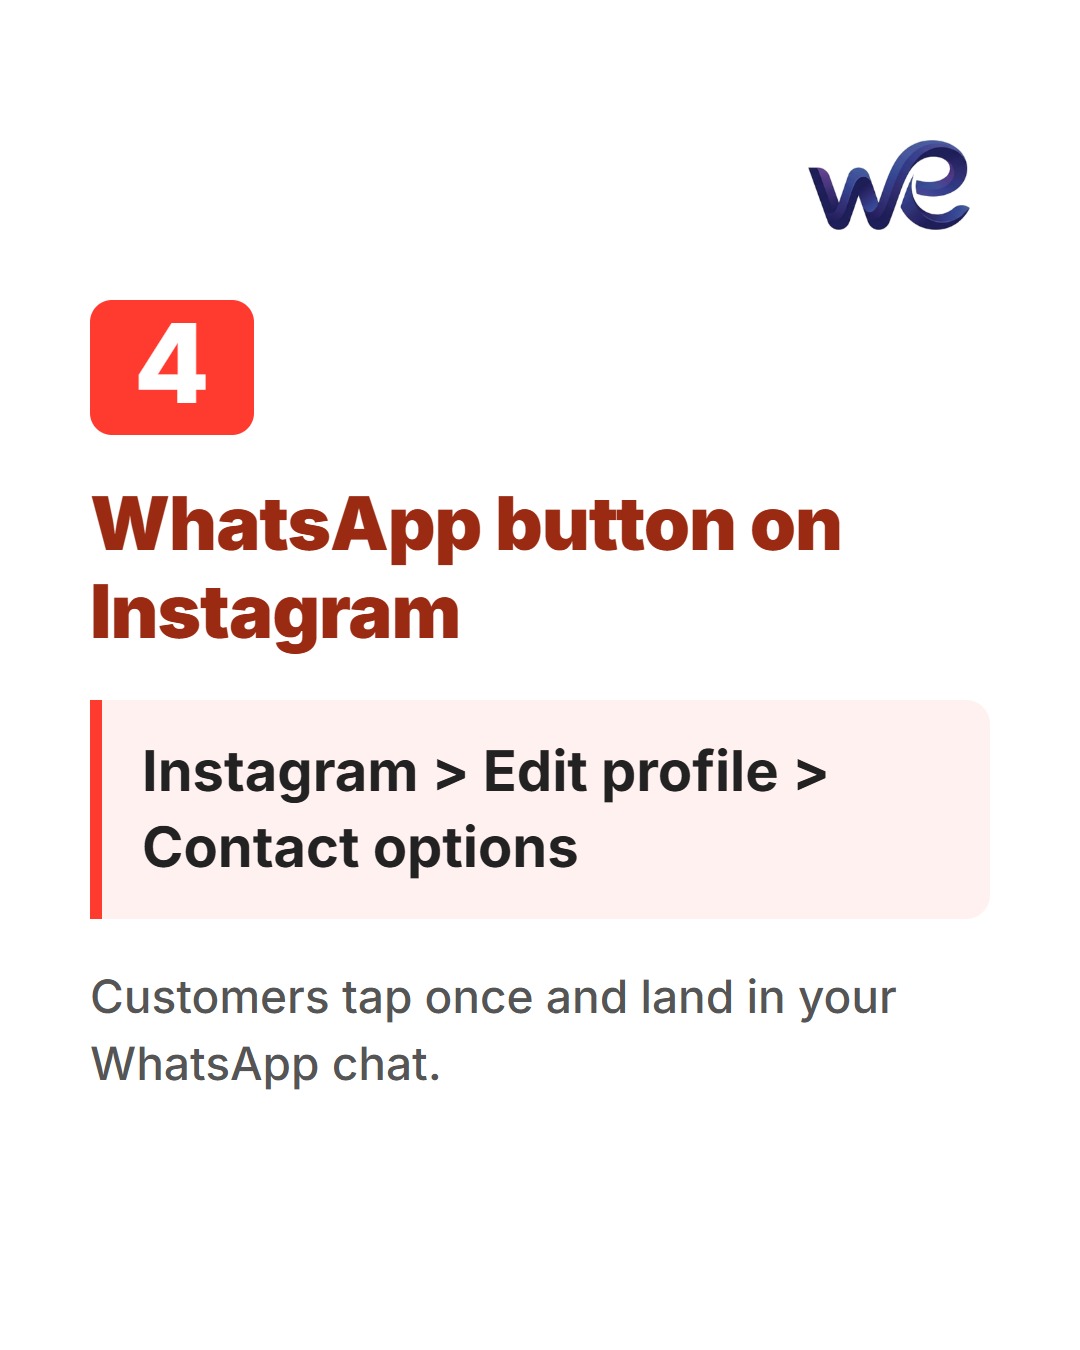 we
4
WhatsApp button on
Instagram
Instagram > Edit profile >
Contact options
Customers tap once and land in your
WhatsApp chat.